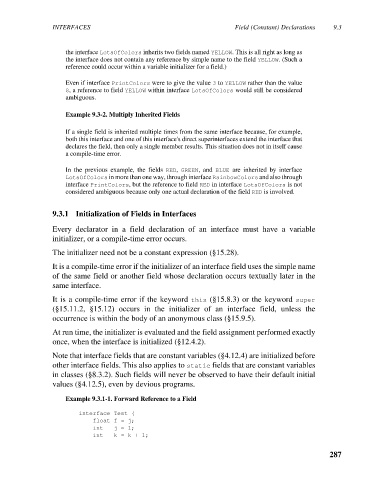 INTERFACES Field (Constant) Declarations 9.3
the interface LotsOfColors inherits two fields named YELLOW. This is all right as long as
the interface does not contain any reference by simple name to the field YELLOW. (Such a
reference could occur within a variable initializer for a field.)
Even if interface PrintColors were to give the value 3 to YELLOW rather than the value
8, a reference to field YELLOW within interface LotsOfColors would still be considered
ambiguous.
Example 9.3-2. Multiply Inherited Fields
If a single field is inherited multiple times from the same interface because, for example,
both this interface and one of this interface's direct superinterfaces extend the interface that
declares the field, then only a single member results. This situation does not in itself cause
a compile-time error.
In the previous example, the fields RED, GREEN, and BLUE are inherited by interface
LotsOfColors in more than one way, through interface RainbowColors and also through
interface PrintColors, but the reference to field RED in interface LotsOfColors is not
considered ambiguous because only one actual declaration of the field RED is involved.
9.3.1 Initialization of Fields in Interfaces
Every declarator in a field declaration of an interface must have a variable
initializer, or a compile-time error occurs.
The initializer need not be a constant expression (§15.28).
It is a compile-time error if the initializer of an interface field uses the simple name
of the same field or another field whose declaration occurs textually later in the
same interface.
It is a compile-time error if the keyword this (§15.8.3) or the keyword super
(§15.11.2, §15.12) occurs in the initializer of an interface field, unless the
occurrence is within the body of an anonymous class (§15.9.5).
At run time, the initializer is evaluated and the field assignment performed exactly
once, when the interface is initialized (§12.4.2).
Note that interface fields that are constant variables (§4.12.4) are initialized before
other interface fields. This also applies to static fields that are constant variables
in classes (§8.3.2). Such fields will never be observed to have their default initial
values (§4.12.5), even by devious programs.
Example 9.3.1-1. Forward Reference to a Field
interface Test {
float f = j;
int j = 1;
int k = k + 1;
287